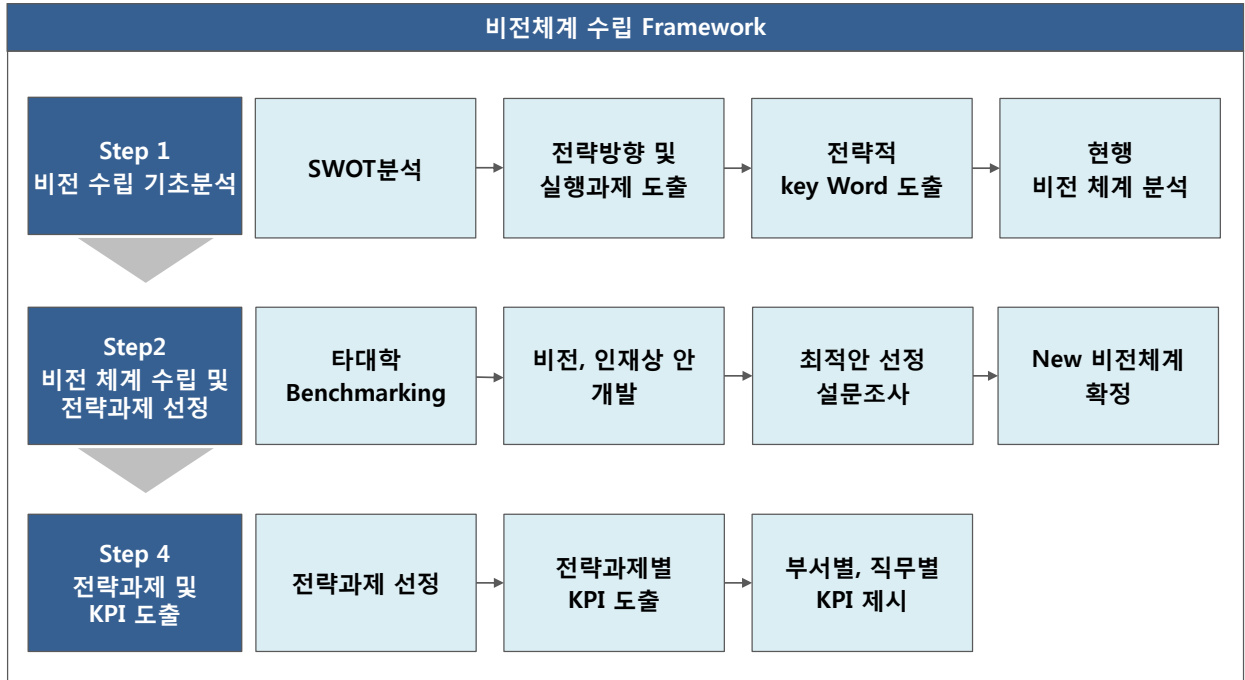 비전체계 수립 Framework
Step 1
비전 수립 기초분석
SWOT분석
전략방향 및
실행과제 도출
전략적
key Word 도출
현행
비전 체계 분석
Step2
비전 체계 수립 및
전략과제 선정
타대학
Benchmarking
비전, 인재상 안
개발
최적안 선정
설문조사
New 비전체계
확정
Step 4
전략과제 및
KPI 도출
전략과제 선정
전략과제별
KPI 도출
부서별, 직무별
KPI 제시